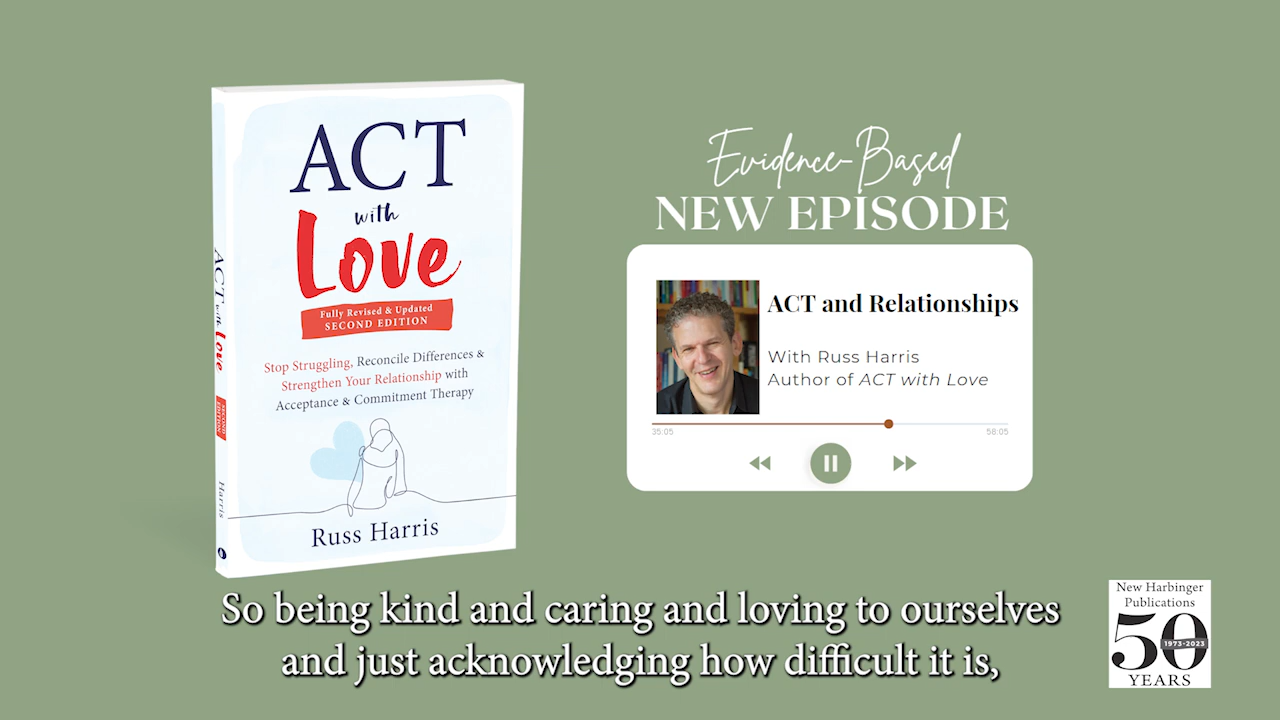 ACT
with
Love
Fully Revised & Updated
SECOND EDITION
Stop Struggling, Reconcile Differences &
Strengthen Your Relationship with
Acceptance & Commitment Therapy
Russ Harris
ACT with Love
SECOND EDITION
Harris
Evidence-Based
NEW EPISODE
ACT and Relationships
With Russ Harris
Author of ACT with Love
35:05
58:05
So being kind and caring and loving to ourselves
and just acknowledging how difficult it is,
New Harbinger
Publications
50
1973-2023
YEARS